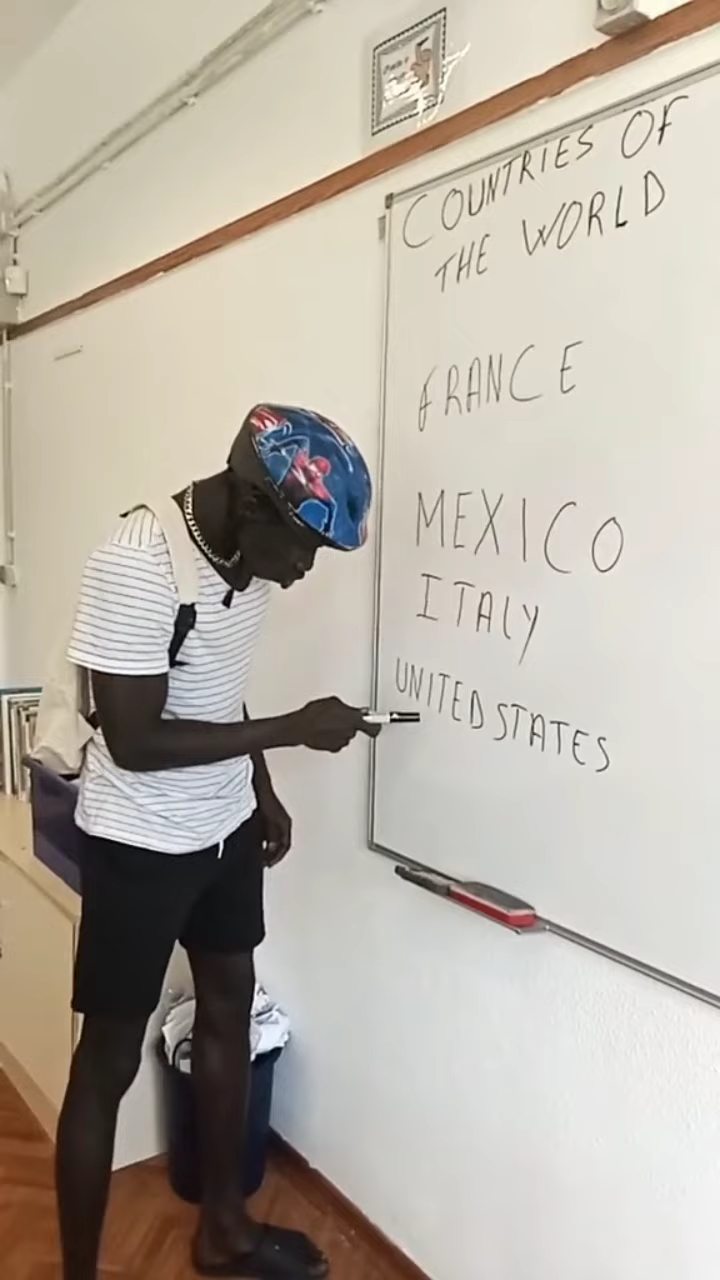 COUNTRIES OF
THE WORLD
FRANCE
MEXICO
ITALY
UNITED STATES